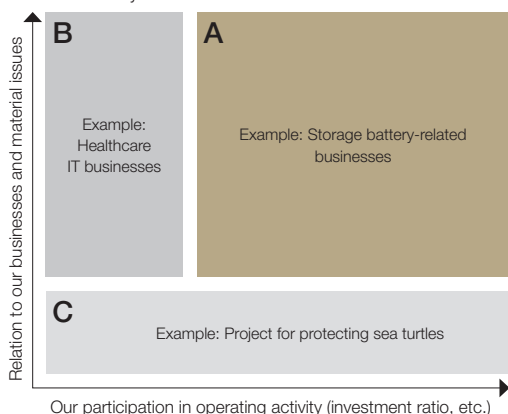 B
A
Example:
Healthcare
IT businesses
Example: Storage battery-related
businesses
C
Example: Project for protecting sea turtles
Relation to our businesses and material issues
Our participation in operating activity (investment ratio, etc.)